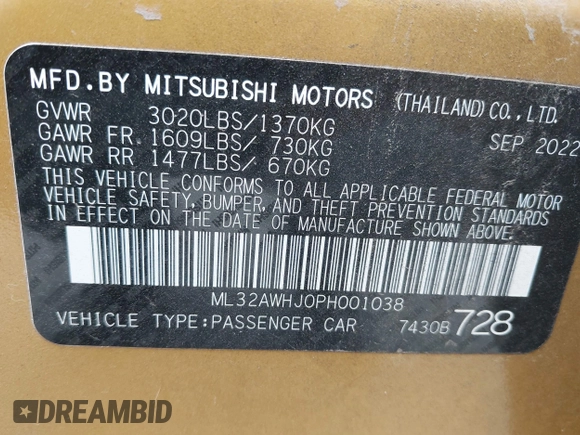 MFD.BY MITSUBISHI MOTORS (THAILAND) CO., LTD.
GVWR 3020LBS/1370KG SEP 2022
GAWR FR 1609LBS/ 730KG
GAWR RR 1477LBS/ 670KG
THIS VEHICLE CONFORMS TO ALL APPLICABLE FEDERAL MOTOR
VEHICLE SAFETY, BUMPER, AND THEFT PREVENTION STANDARDS
IN EFFECT ON THE DATE OF MANUFACTURE SHOWN ABOVE.
ML32AWHJ0PH001038
VEHICLE TYPE:PASSENGER CAR 7430B 728
DREAMBID